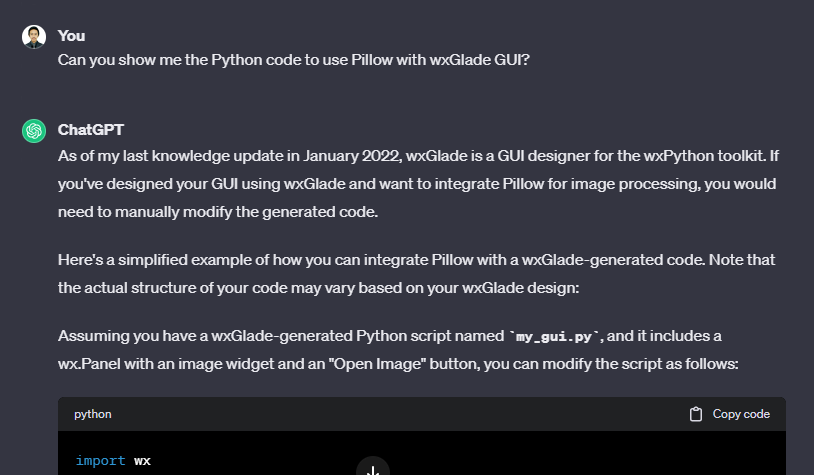 You
Can you show me the Python code to use Pillow with wxGlade GUI?
ChatGPT
As of my last knowledge update in January 2022, wxGlade is a GUI designer for the wxPython toolkit. If
you've designed your GUI using wxGlade and want to integrate Pillow for image processing, you would
need to manually modify the generated code.
Here's a simplified example of how you can integrate Pillow with a wxGlade-generated code. Note that
the actual structure of your code may vary based on your wxGlade design:
Assuming you have a wxGlade-generated Python script named `my_gui.py`, and it includes a
wx.Panel with an image widget and an "Open Image" button, you can modify the script as follows:
python Copy code
import wx